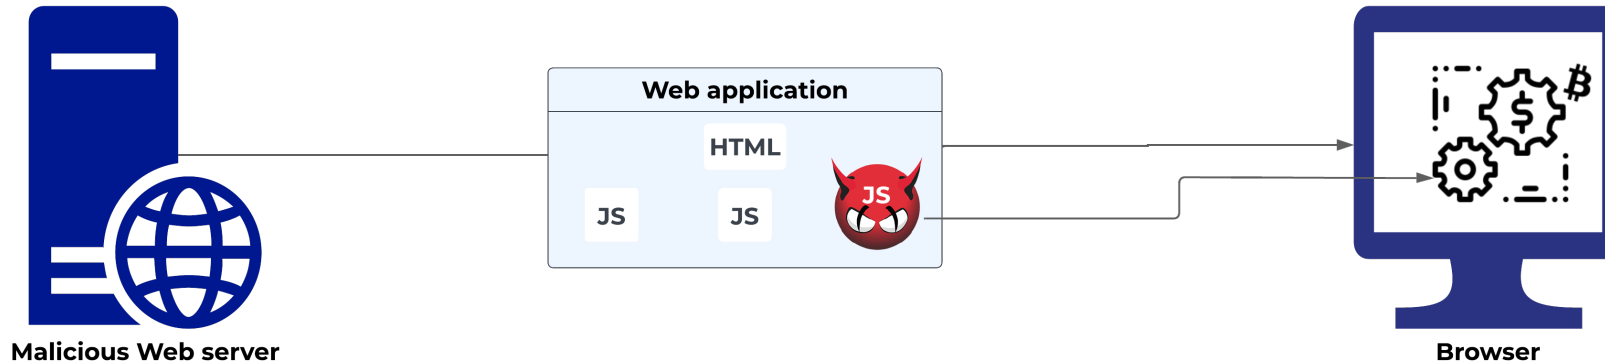 Web application
HTML
JS
JS
JS
$
₿
Malicious Web server
Browser